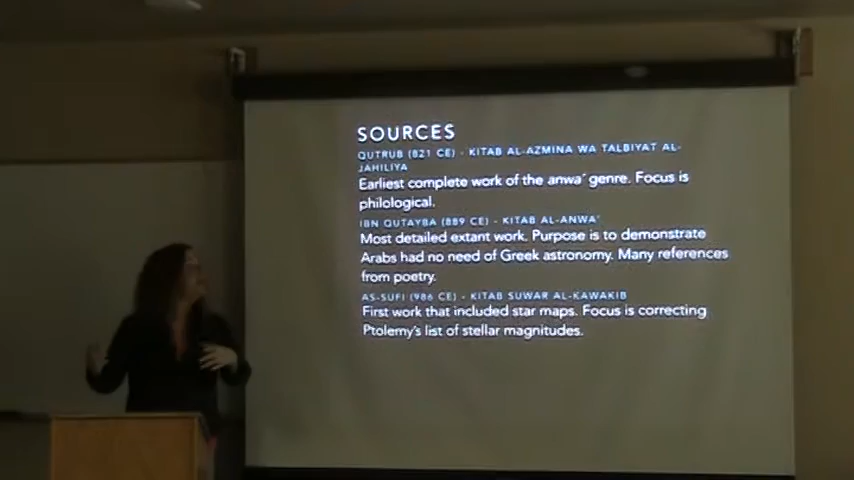 SOURCES
QUTRUB (821 CE) - KITAB AL-AZMINA WA TALBIYAT AL-
JAHILIYA
Earliest complete work of the anwa' genre. Focus is
philological.
IBN QUTAYBA (889 CE) - KITAB AL-ANWA'
Most detailed extant work. Purpose is to demonstrate
Arabs had no need of Greek astronomy. Many references
from poetry.
AS-SUFI (986 CE) - KITAB SUWAR AL-KAWAKIB
First work that included star maps. Focus is correcting
Ptolemy's list of stellar magnitudes.